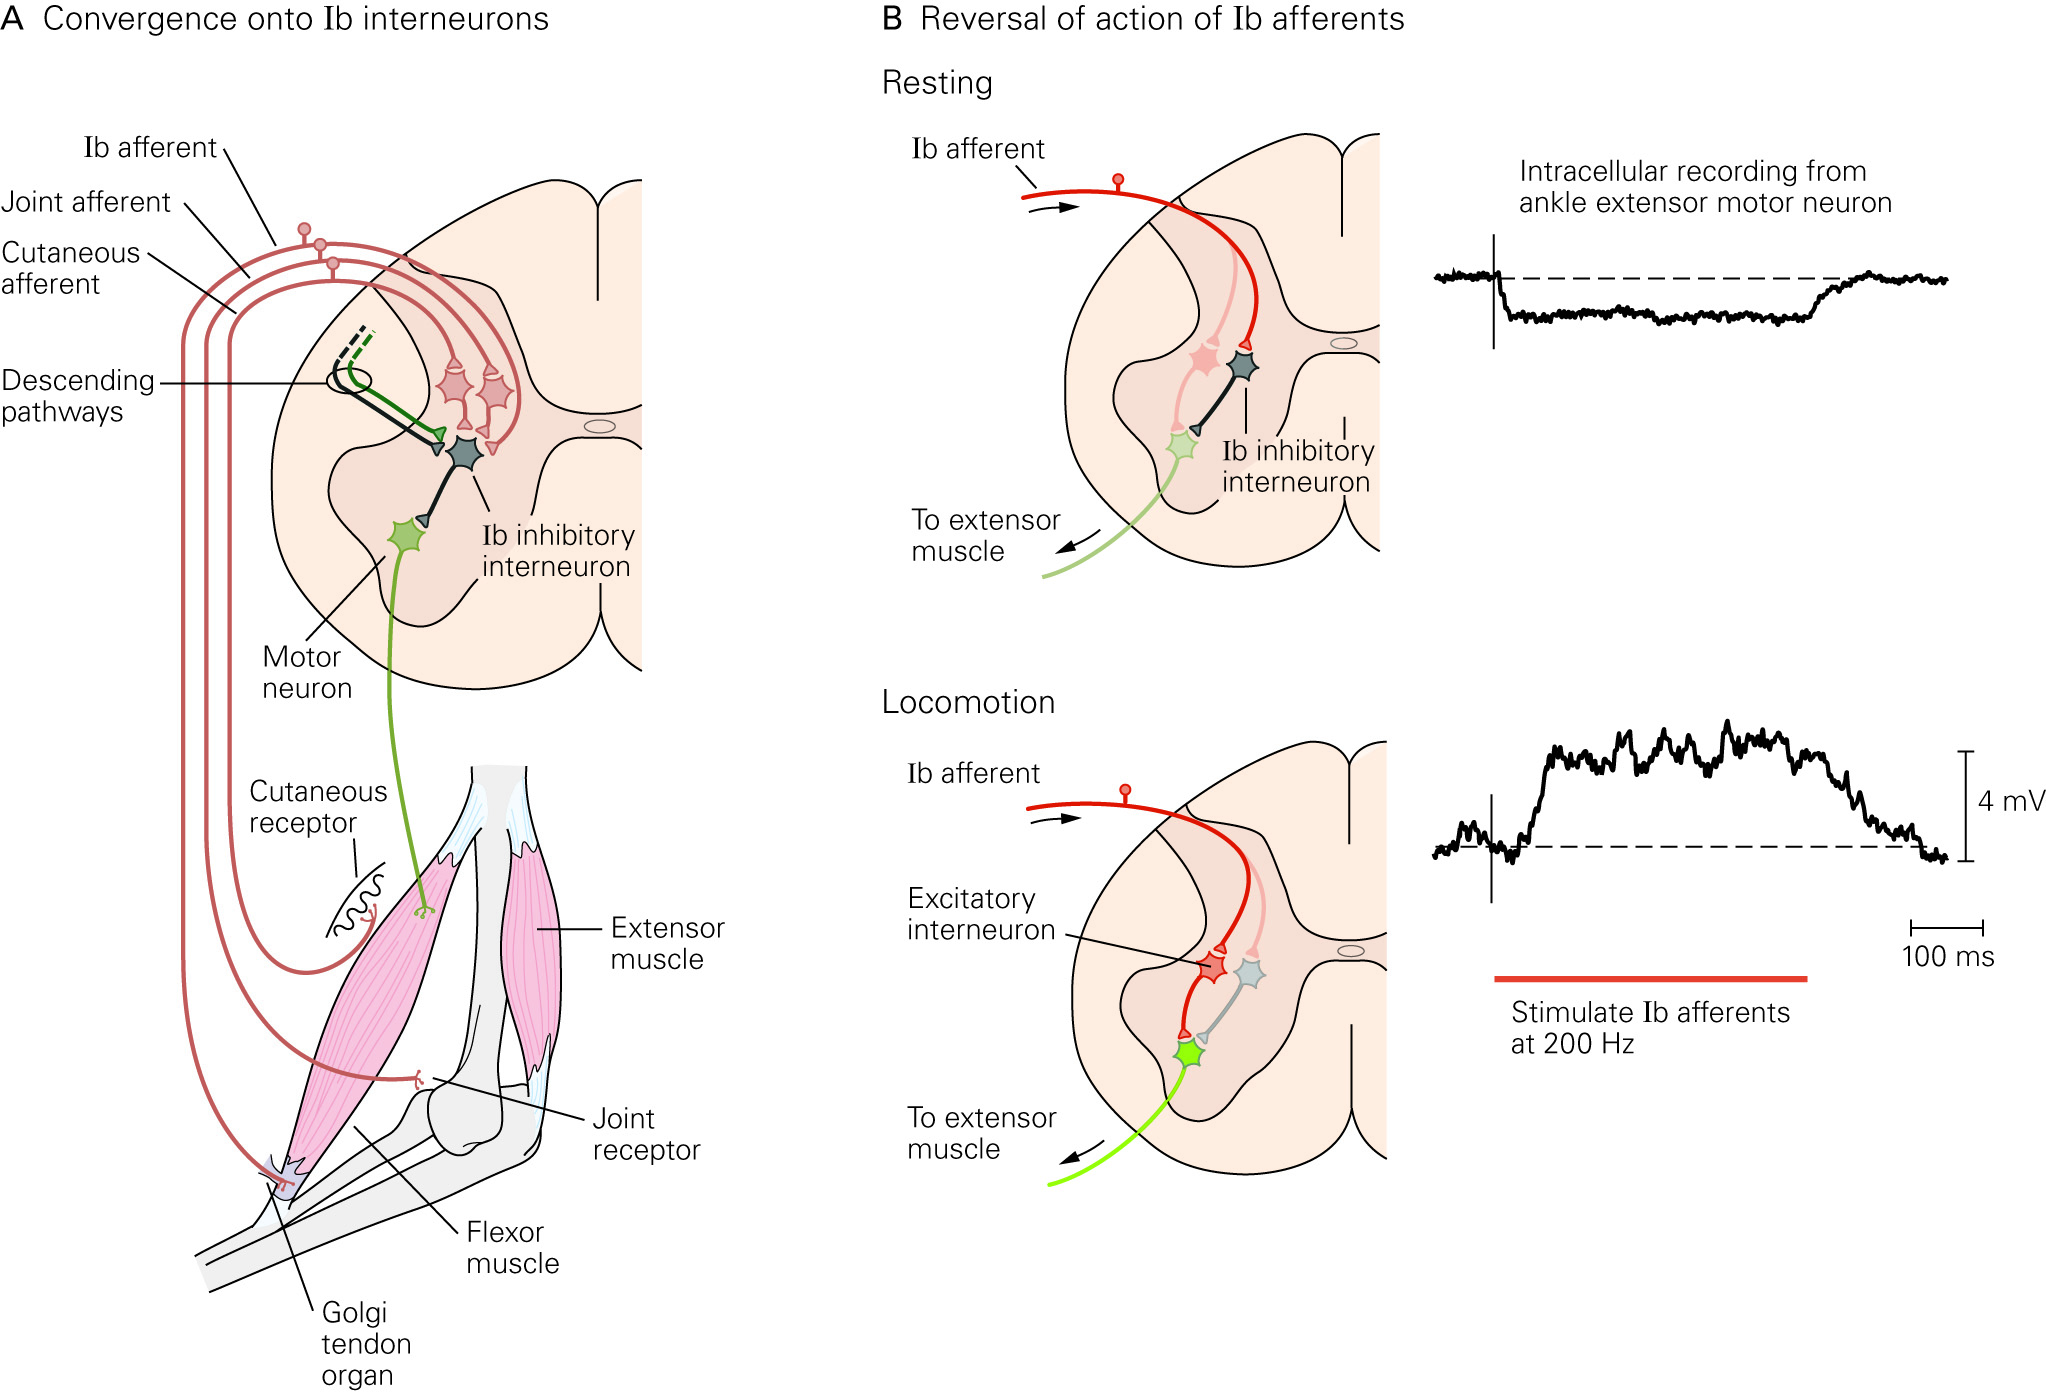 A Convergence onto Ib interneurons
Ib afferent
Joint afferent
Cutaneous
afferent
Descending
pathways
Ib inhibitory
interneuron
Motor
neuron
Cutaneous
receptor
Extensor
muscle
Joint
receptor
Flexor
muscle
Golgi
tendon
organ
B Reversal of action of Ib afferents
Resting
Ib afferent
Ib inhibitory
interneuron
To extensor
muscle
Intracellular recording from
ankle extensor motor neuron
Locomotion
Ib afferent
Excitatory
interneuron
To extensor
muscle
4 mV
100 ms
Stimulate Ib afferents
at 200 Hz